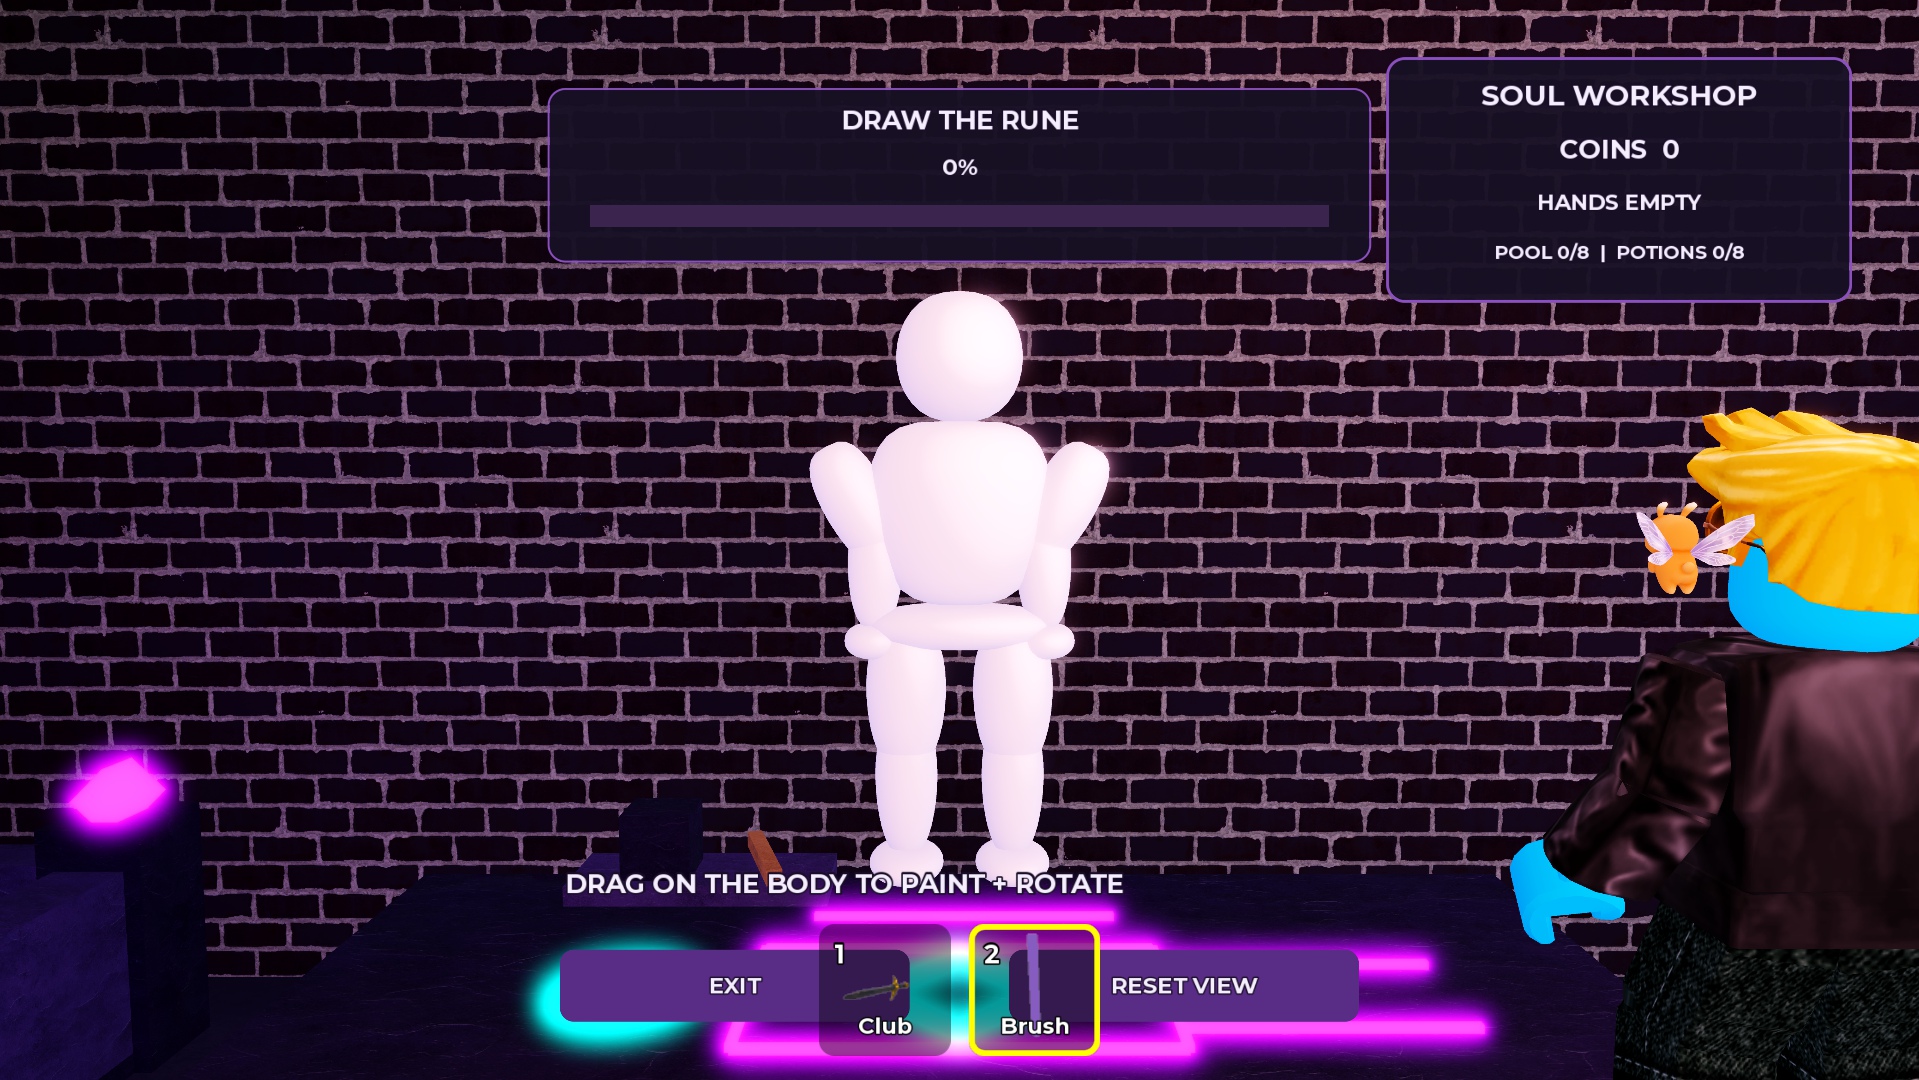 DRAW THE RUNE
0%
SOUL WORKSHOP
COINS 0
HANDS EMPTY
POOL 0/8 | POTIONS 0/8
DRAG ON THE BODY TO PAINT + ROTATE
EXIT
1
Club
2
Brush
RESET VIEW